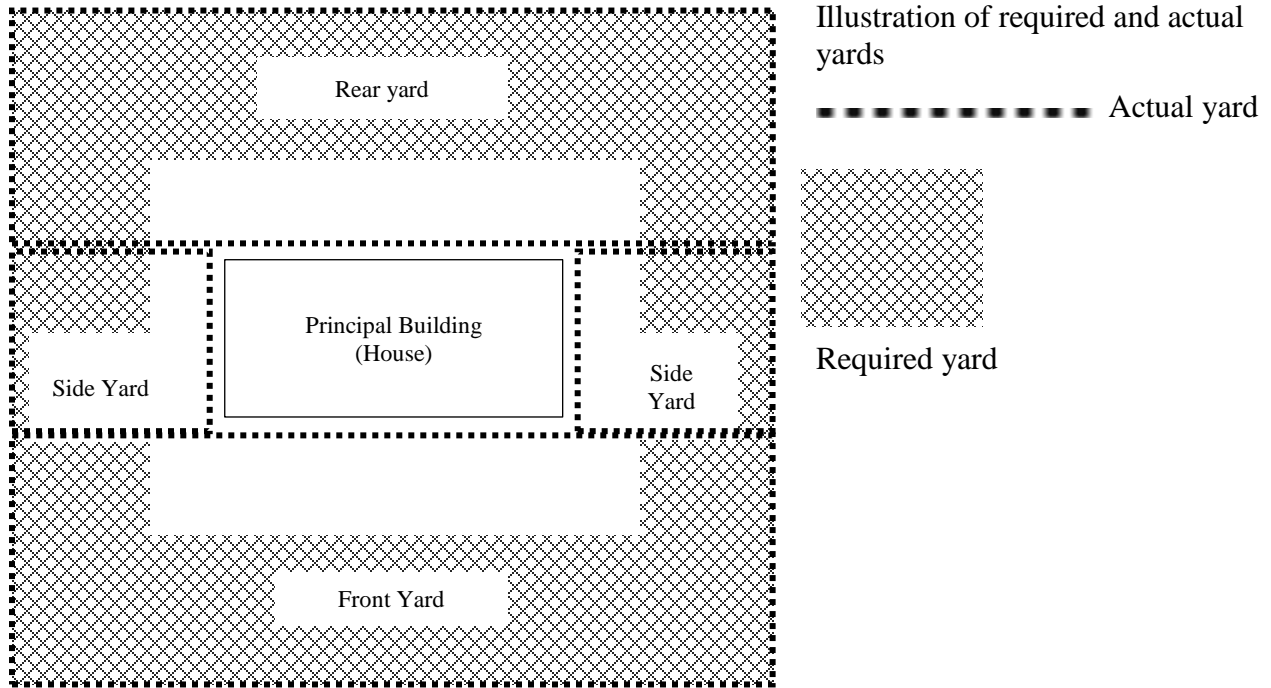 Illustration of required and actual
yards
Actual yard
Required yard
Rear yard
Principal Building
(House)
Side Yard
Side
Yard
Front Yard